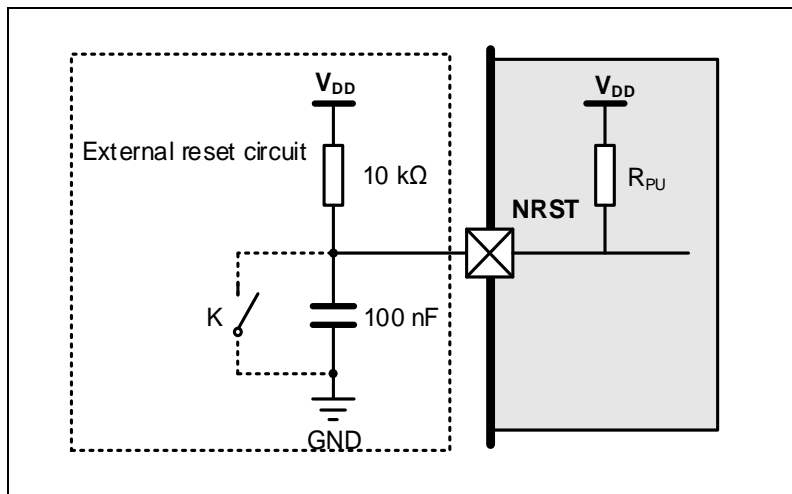 VDD
External reset circuit
10 kΩ
K
100 nF
GND
NRST
VDD
RPU